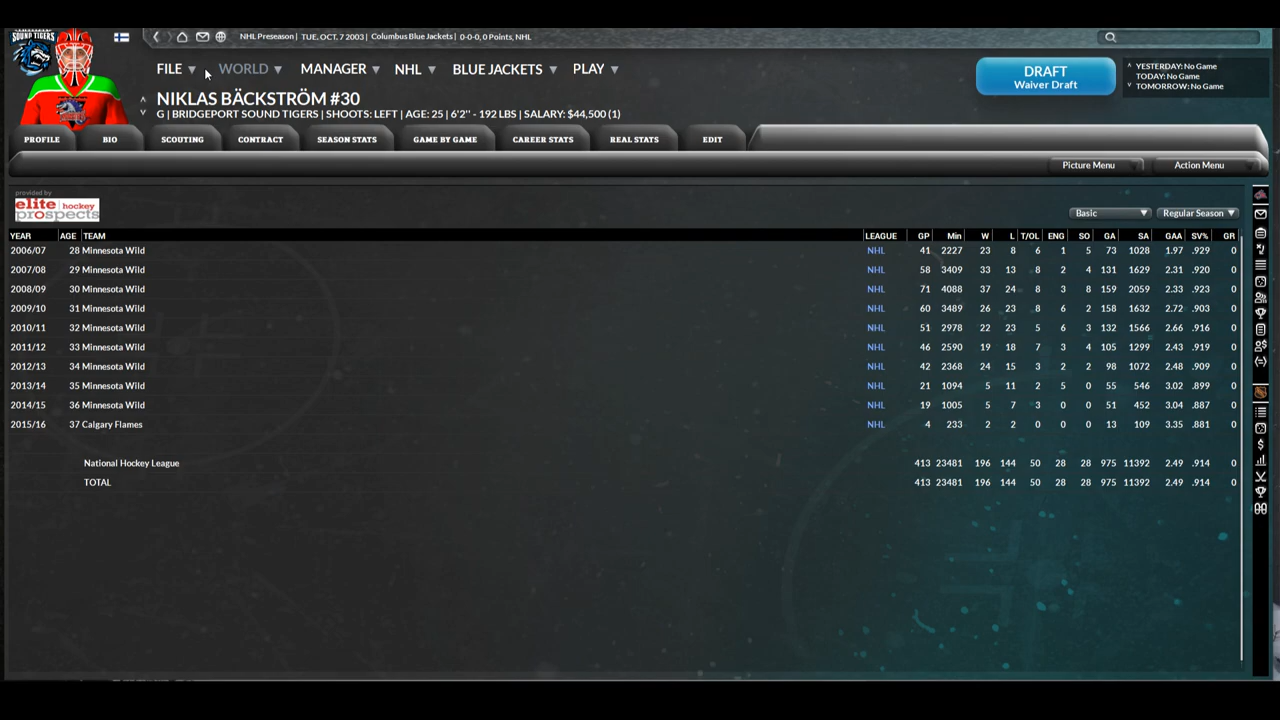 SOUND TIGERS
NHL Preseason | TUE, OCT, 7 2003 | Columbus Blue Jackets | 0-0-0, 0 Points, NHL
FILE WORLD MANAGER NHL BLUE JACKETS PLAY
DRAFT
Waiver Draft
YESTERDAY: No Game
TODAY: No Game
TOMORROW: No Game
NIKLAS BÄCKSTRÖM #30
G | BRIDGEPORT SOUND TIGERS | SHOOTS: LEFT | AGE: 25 | 6'2" - 192 LBS | SALARY: $44,500 (1)
PROFILE BIO SCOUTING CONTRACT SEASON STATS GAME BY GAME CAREER STATS REAL STATS EDIT
Picture Menu Action Menu
provided by
elite hockey
prospects
Basic Regular Season
YEAR AGE TEAM LEAGUE GP Min W L T/OL ENG SO GA SA GAA SV% GR
2006/07 28 Minnesota Wild NHL 41 2227 23 8 6 1 5 73 1028 1.97 .929 0
2007/08 29 Minnesota Wild NHL 58 3409 33 13 8 2 4 131 1629 2.31 .920 0
2008/09 30 Minnesota Wild NHL 71 4088 37 24 8 3 8 159 2059 2.33 .923 0
2009/10 31 Minnesota Wild NHL 60 3489 26 23 8 6 2 158 1632 2.72 .903 0
2010/11 32 Minnesota Wild NHL 51 2978 22 23 5 6 3 132 1566 2.66 .916 0
2011/12 33 Minnesota Wild NHL 46 2590 19 18 7 3 4 105 1299 2.43 .919 0
2012/13 34 Minnesota Wild NHL 42 2368 24 15 3 2 2 98 1072 2.48 .909 0
2013/14 35 Minnesota Wild NHL 21 1094 5 11 2 5 0 55 546 3.02 .899 0
2014/15 36 Minnesota Wild NHL 19 1005 5 7 3 0 0 51 452 3.04 .887 0
2015/16 37 Calgary Flames NHL 4 233 2 2 0 0 0 13 109 3.35 .881 0
National Hockey League 413 23481 196 144 50 28 28 975 11392 2.49 .914 0
TOTAL 413 23481 196 144 50 28 28 975 11392 2.49 .914 0